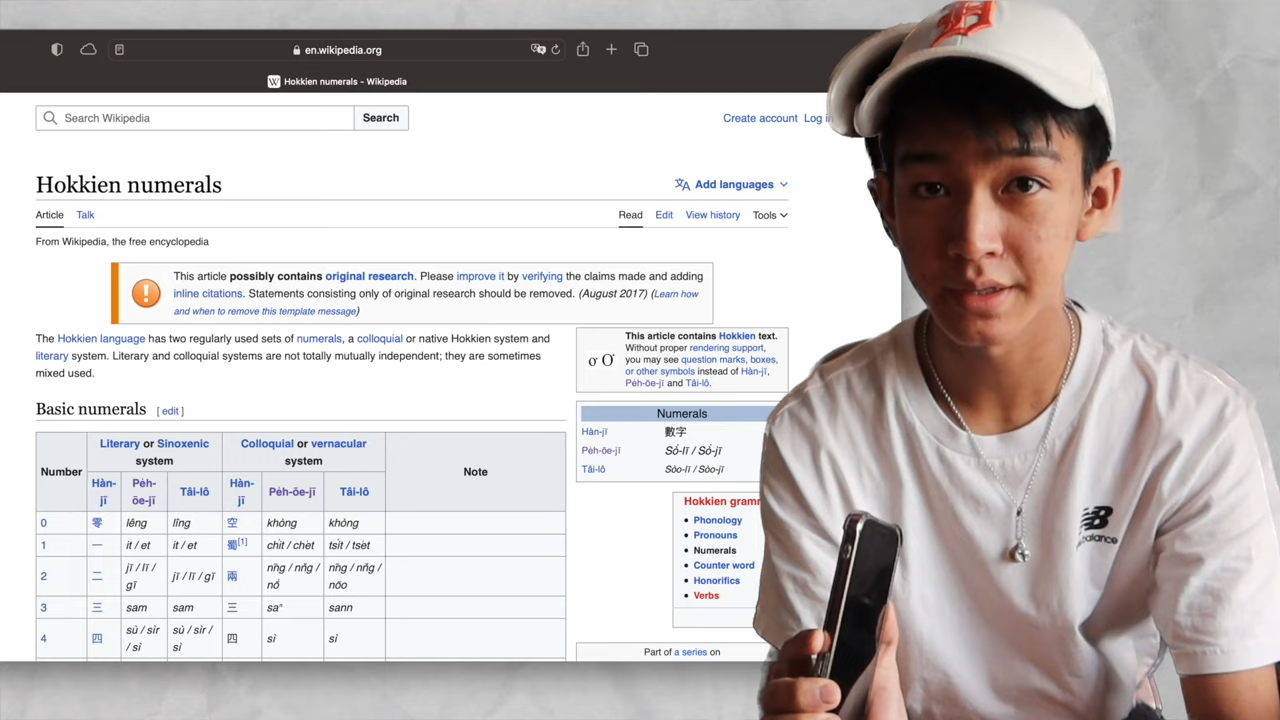 en.wikipedia.org
Hokkien numerals - Wikipedia
Search Wikipedia
Search
Create account Log in
Hokkien numerals
Add languages
Article Talk
Read Edit View history Tools
From Wikipedia, the free encyclopedia
This article possibly contains original research. Please improve it by verifying the claims made and adding
inline citations. Statements consisting only of original research should be removed. (August 2017) (Learn how
and when to remove this template message)
The Hokkien language has two regularly used sets of numerals, a colloquial or native Hokkien system and
literary system. Literary and colloquial systems are not totally mutually independent; they are sometimes
mixed used.
This article contains Hokkien text.
Without proper rendering support,
you may see question marks, boxes,
or other symbols instead of Hàn-jī,
Pe̍h-ōe-jī and Tâi-lô.
Numerals
Hàn-jī 數字
Pe̍h-ōe-jī Sò͘-lī / Sò͘-jī
Tâi-lô Sòo-lī / Sòo-jī
Hokkien gramm
Phonology
Pronouns
Numerals
Counter word
Honorifics
Verbs
Part of a series on
Basic numerals [ edit ]
Number
Literary or Sinoxenic
system
Colloquial or vernacular
system
Note
Hàn-
jī
Pe̍h-
ōe-jī
Tâi-lô
Hàn-
jī
Pe̍h-ōe-jī
Tâi-lô
0 零 lêng lîng 空 khòng khòng
1 一 it / et it / et 蜀[1] chi̍t / che̍t tsi̍t / tse̍t
2 二 jī / lī / gī jī / lī / gī 兩
3 三 sam sam 三 saⁿ sann
4 四 sù / sìr / sì sù / sìr / sì 四 sì sì
D
new
balance